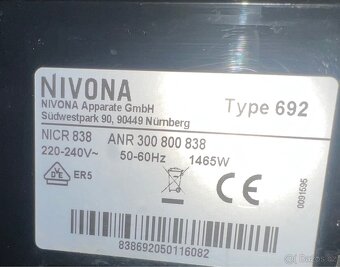 NIVONA
NIVONA Apparate GmbH
Südwestpark 90, 90449 Nürnberg
Type 692
NICR 838 ANR 300 800 838
220-240V~ 50-60Hz 1465W
ER5
0091595
838692050116082